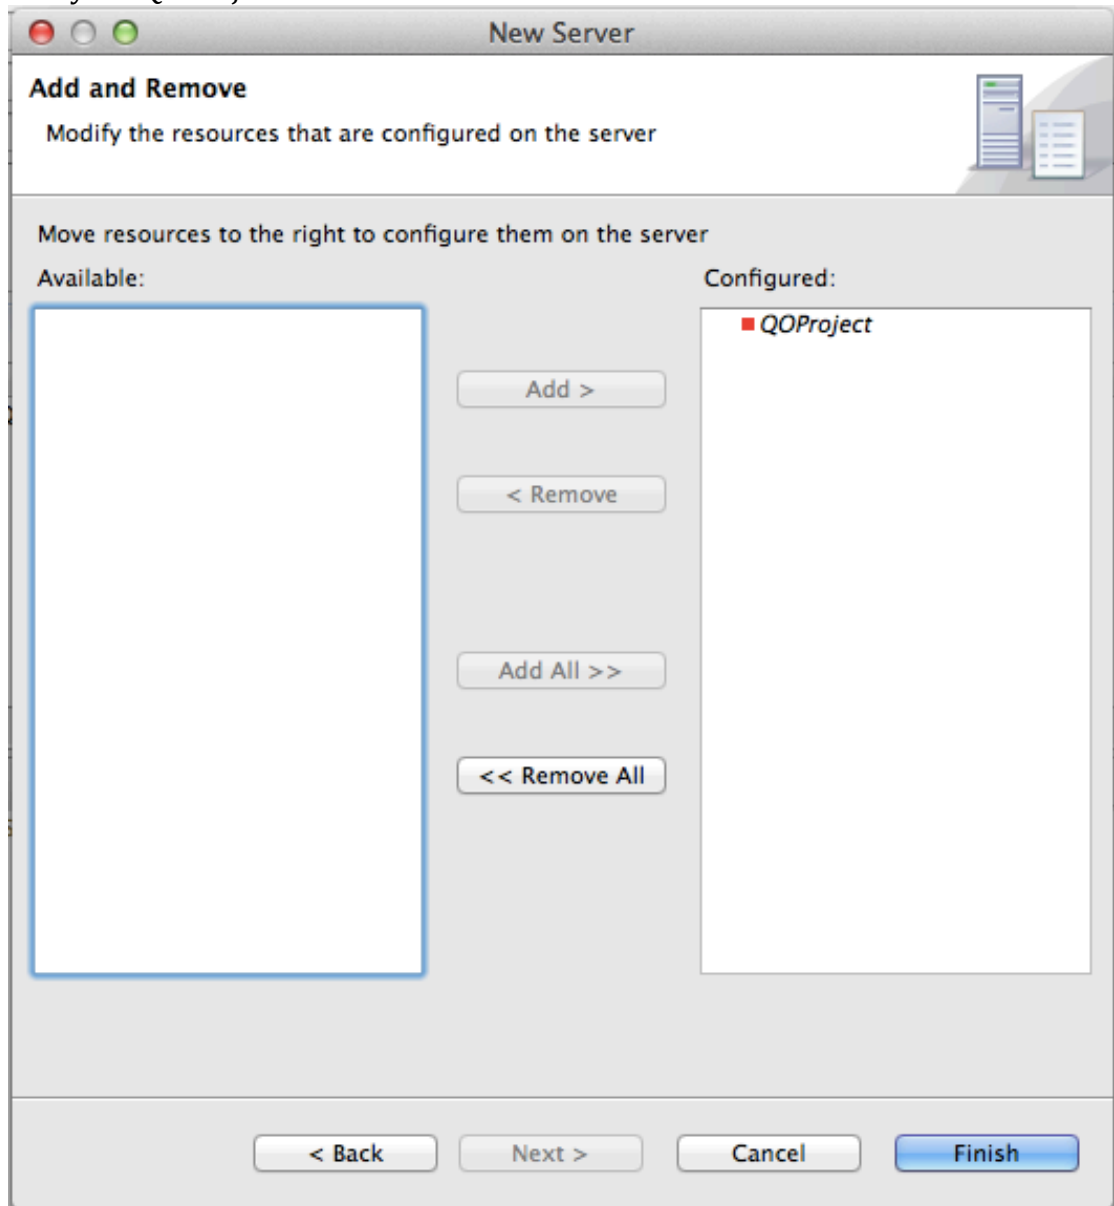 New Server
Add and Remove
Modify the resources that are configured on the server
Move resources to the right to configure them on the server
Available:
Configured:
QOProject
Add >
< Remove
Add All >>
<< Remove All
< Back
Next >
Cancel
Finish